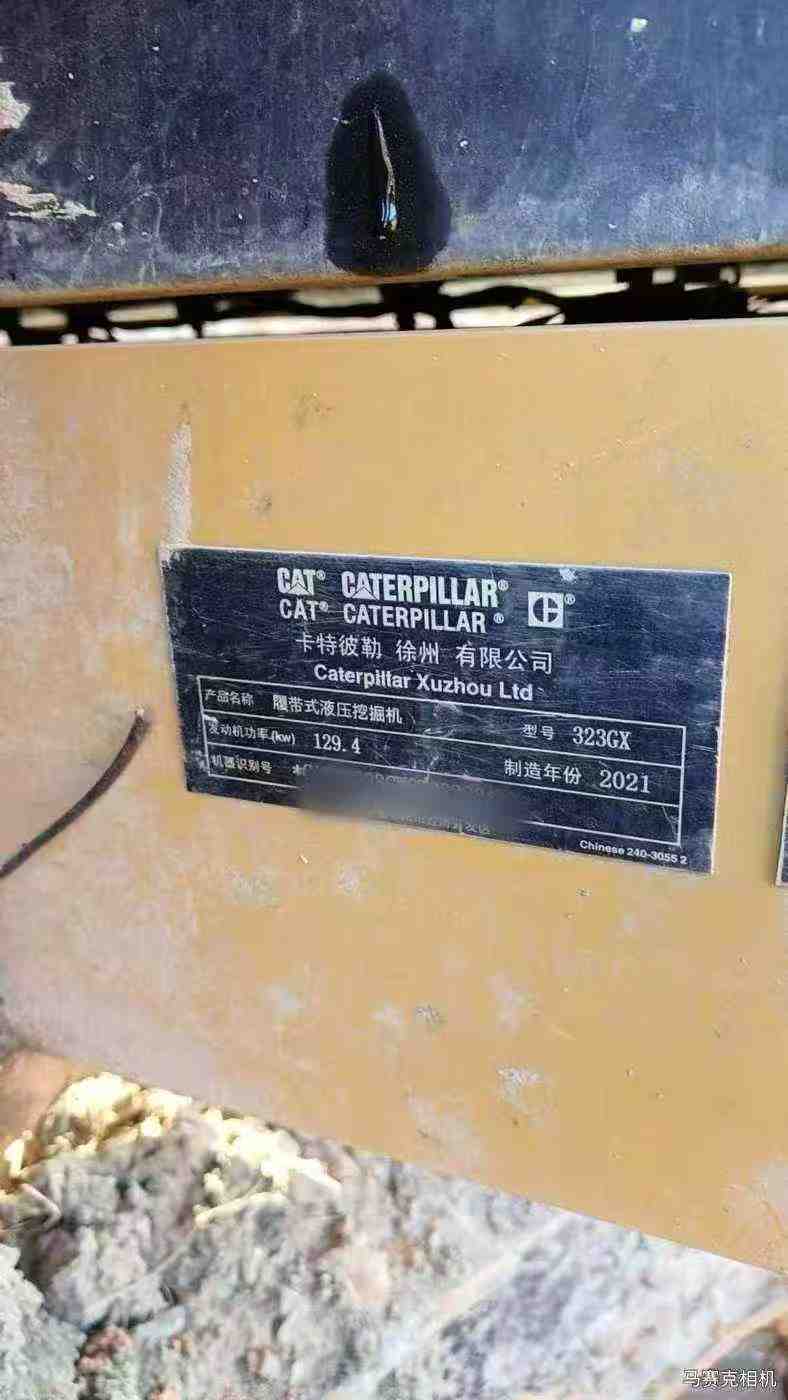 CAT® CATERPILLAR®
CAT® CATERPILLAR®
卡特彼勒 徐州 有限公司
Caterpillar Xuzhou Ltd
产品名称 履带式液压挖掘机 型号 323GX
发动机功率(kw) 129.4 制造年份 2021
机器识别号
Chinese 240-3055 2
马赛克相机